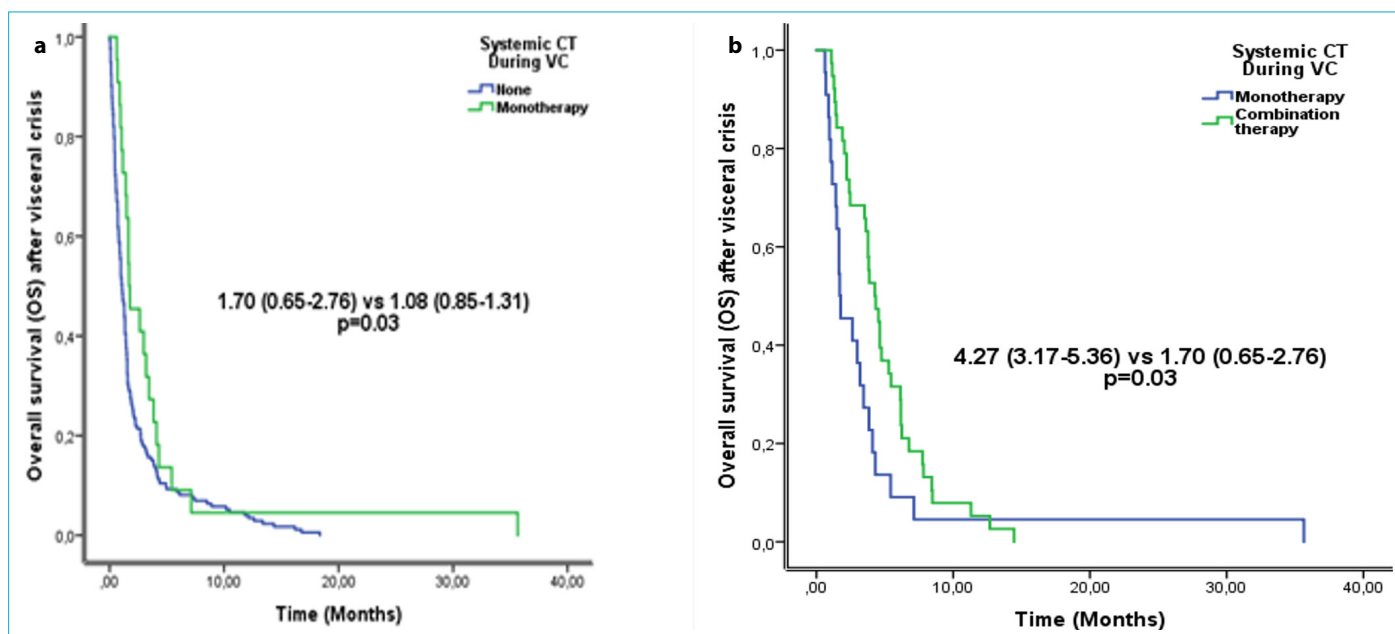 a
Systemic CT
During VC
None
Monotherapy
1,0
0,8
0,6
0,4
0,2
0,0
Overall survival (OS) after visceral crisis
1.70 (0.65-2.76) vs 1.08 (0.85-1.31)
p=0.03
,00
10,00
20,00
30,00
40,00
Time (Months)
b
Systemic CT
During VC
Monotherapy
Combination
therapy
1,0
0,8
0,6
0,4
0,2
0,0
Overall survival (OS) after visceral crisis
4.27 (3.17-5.36) vs 1.70 (0.65-2.76)
p=0.03
,00
10,00
20,00
30,00
40,00
Time (Months)